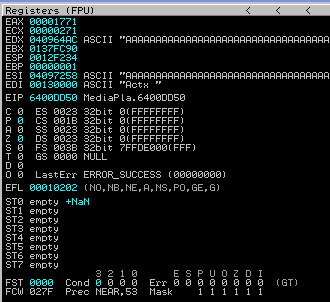 Registers (FPU) < < <
EAX 00001771
ECX 00000271
EDX 040964AC ASCII "AAAAAAAAAAAAAAAAAAAAAAAAAAAAAAAAA
EBX 0137FC90
ESP 0012F234
EBP 00000001
ESI 04097258 ASCII "AAAAAAAAAAAAAAAAAAAAAAAAAAAAAAAAA
EDI 00130000 ASCII "Actx "
EIP 6400DD50 MediaPla.6400DD50
C 0 ES 0023 32bit 0(FFFFFFFF)
P 0 CS 001B 32bit 0(FFFFFFFF)
A 0 SS 0023 32bit 0(FFFFFFFF)
Z 0 DS 0023 32bit 0(FFFFFFFF)
S 0 FS 003B 32bit 7FFDE000(FFF)
T 0 GS 0000 NULL
D 0
O 0 LastErr ERROR_SUCCESS (00000000)
EFL 00010202 (NO,NB,NE,A,NS,PO,GE,G)
ST0 empty +NaN
ST1 empty
ST2 empty
ST3 empty
ST4 empty
ST5 empty
ST6 empty
ST7 empty
3 2 1 0 E S P U O Z D I
FST 0000 Cond 0 0 0 0 Err 0 0 0 0 0 0 0 0 (GT)
FCW 027F Prec NEAR,53 Mask 1 1 1 1 1 1